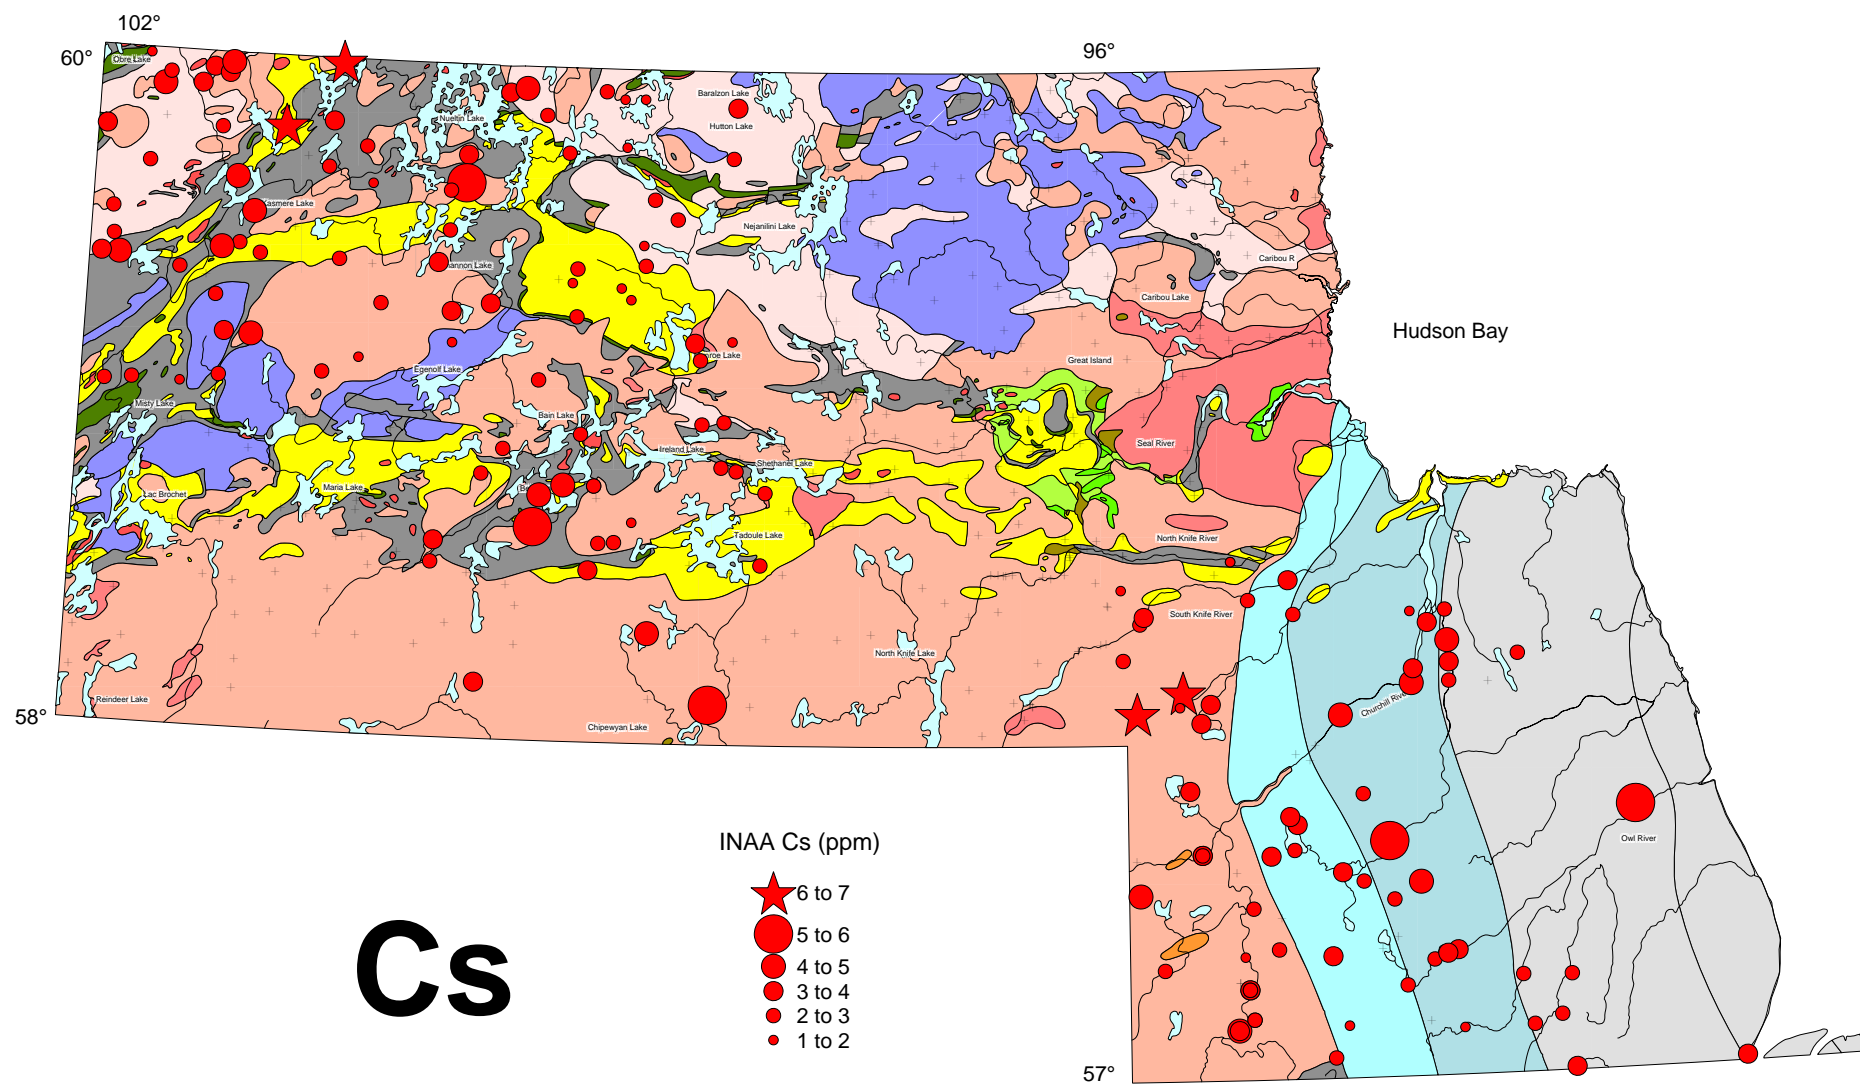 102°
60°
96°
Obre Lake
Baralzon Lake
Nueltin Lake
Hutton Lake
Kasmere Lake
Nejanilini Lake
Caribou R
Caribou Lake
Hudson Bay
Great Island
Egenolf Lake
Misty Lake
Bain Lake
Seal River
Ireland Lake
Shethanei Lake
Maria Lake
Lac Brochet
Tadoule Lake
North Knife River
South Knife River
North Knife Lake
Reindeer Lake
Churchill River
58°
Chipewyan Lake
Owl River
INAA Cs (ppm)
6 to 7
5 to 6
4 to 5
3 to 4
2 to 3
1 to 2
Cs
57°